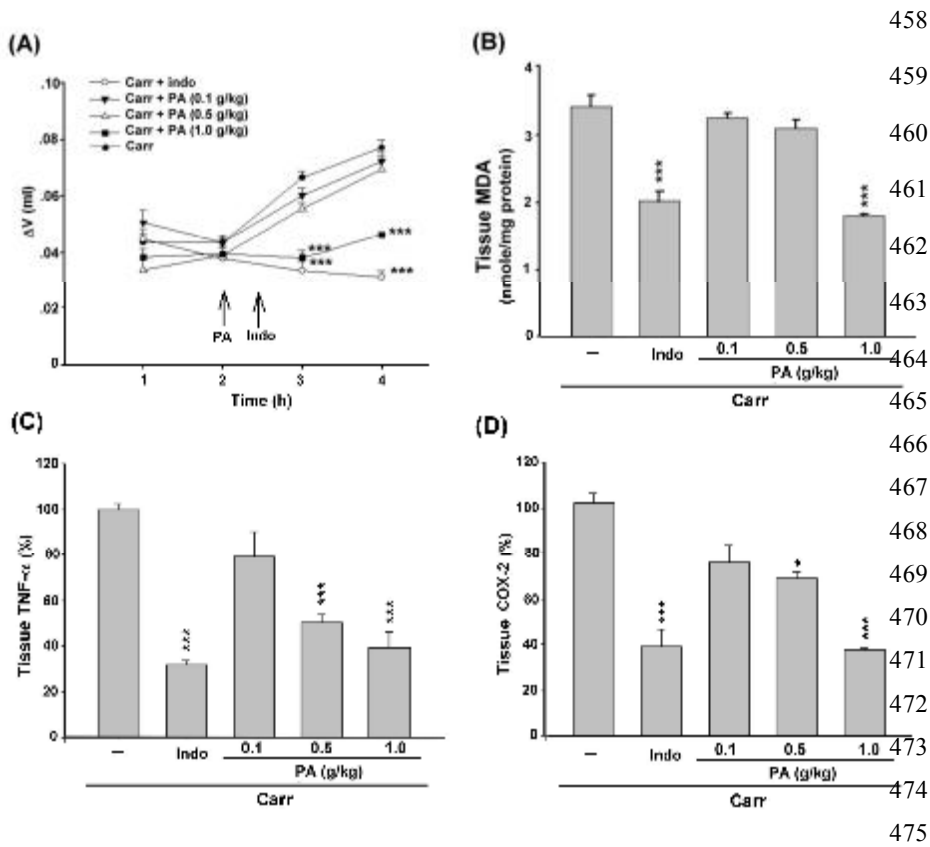 (A)
.10
.08
.06
.04
.02
0
ΔV (ml)
Carr + indo
Carr + PA (0.1 g/kg)
Carr + PA (0.5 g/kg)
Carr + PA (1.0 g/kg)
Carr
***
***
***
***
PA
Indo
1
2
3
4
Time (h)
(B)
4
3
2
1
0
Tissue MDA
(nmole/mg protein)
***
***
–
Indo
0.1
0.5
1.0
PA (g/kg)
Carr
(C)
120
100
80
60
40
20
0
Tissue TNF-α (%)
***
***
***
–
Indo
0.1
0.5
1.0
PA (g/kg)
Carr
(D)
120
100
80
60
40
20
0
Tissue COX-2 (%)
***
*
***
–
Indo
0.1
0.5
1.0
PA (g/kg)
Carr
458
459
460
461
462
463
464
465
466
467
468
469
470
471
472
473
474
475